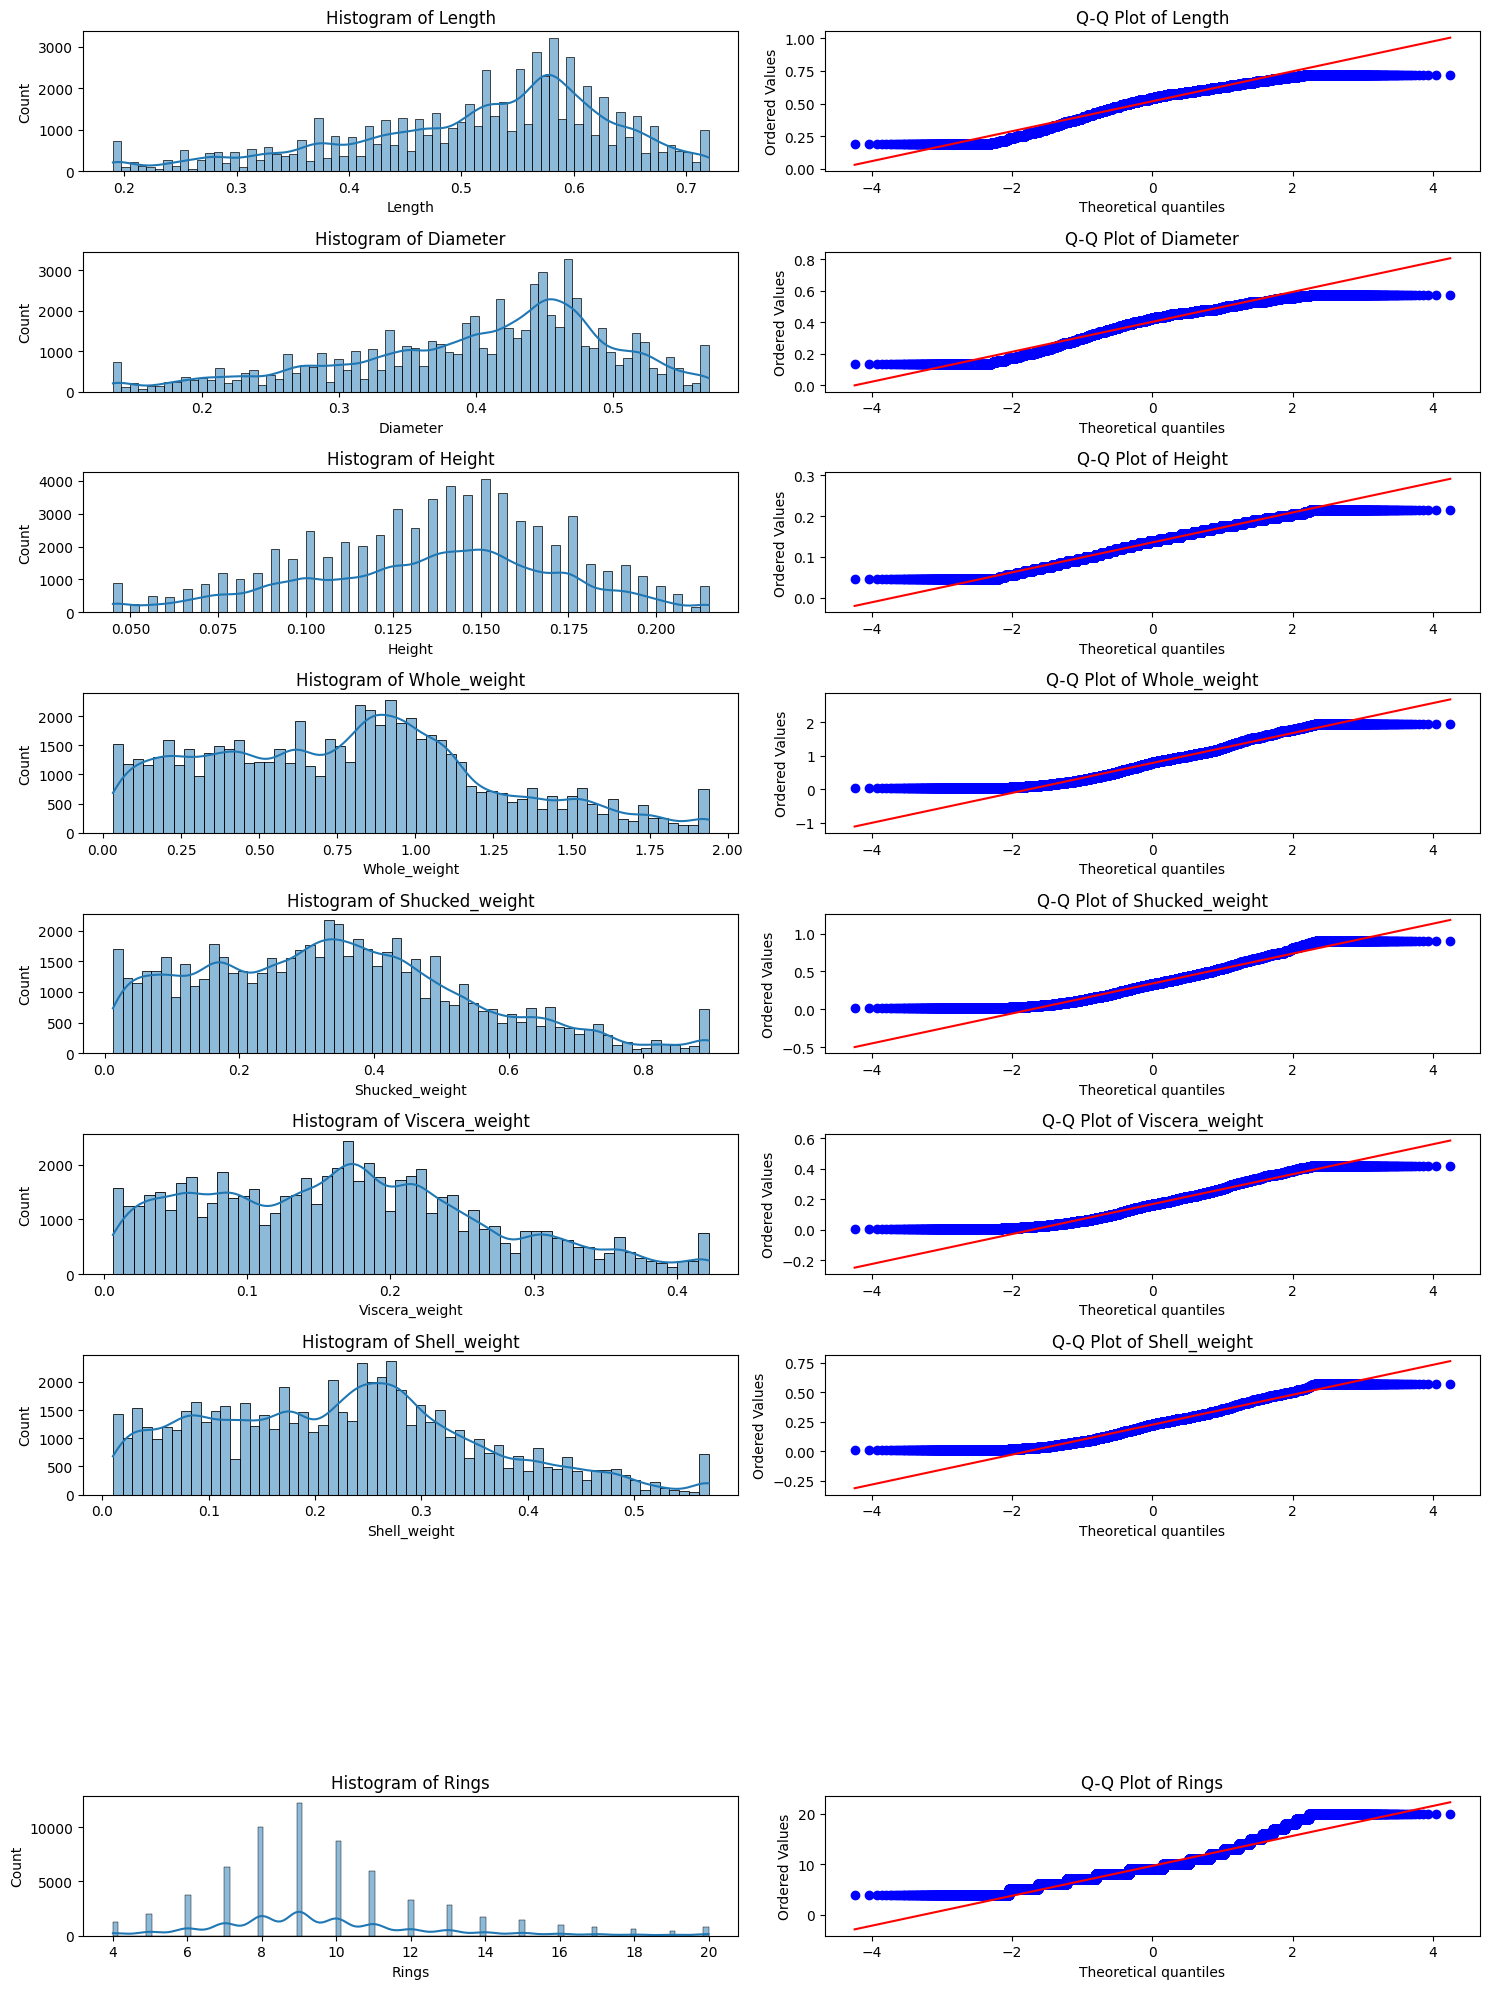 Histogram of Length
Q-Q Plot of Length
3000
2000
1000
0
Count
0.2 0.3 0.4 0.5 0.6 0.7
Length
1.00
0.75
0.50
0.25
0.00
Ordered Values
−4 −2 0 2 4
Theoretical quantiles
Histogram of Diameter
Q-Q Plot of Diameter
3000
2000
1000
0
Count
0.2 0.3 0.4 0.5
Diameter
0.8
0.6
0.4
0.2
0.0
Ordered Values
−4 −2 0 2 4
Theoretical quantiles
Histogram of Height
Q-Q Plot of Height
4000
3000
2000
1000
0
Count
0.050 0.075 0.100 0.125 0.150 0.175 0.200
Height
0.3
0.2
0.1
0.0
Ordered Values
−4 −2 0 2 4
Theoretical quantiles
Histogram of Whole_weight
Q-Q Plot of Whole_weight
2000
1500
1000
500
0
Count
0.00 0.25 0.50 0.75 1.00 1.25 1.50 1.75 2.00
Whole_weight
2
1
0
−1
Ordered Values
−4 −2 0 2 4
Theoretical quantiles
Histogram of Shucked_weight
Q-Q Plot of Shucked_weight
2000
1500
1000
500
0
Count
0.0 0.2 0.4 0.6 0.8
Shucked_weight
1.0
0.5
0.0
−0.5
Ordered Values
−4 −2 0 2 4
Theoretical quantiles
Histogram of Viscera_weight
Q-Q Plot of Viscera_weight
2000
1000
0
Count
0.0 0.1 0.2 0.3 0.4
Viscera_weight
0.6
0.4
0.2
0.0
−0.2
Ordered Values
−4 −2 0 2 4
Theoretical quantiles
Histogram of Shell_weight
Q-Q Plot of Shell_weight
2000
1500
1000
500
0
Count
0.0 0.1 0.2 0.3 0.4 0.5
Shell_weight
0.75
0.50
0.25
0.00
−0.25
Ordered Values
−4 −2 0 2 4
Theoretical quantiles
Histogram of Rings
Q-Q Plot of Rings
10000
5000
0
Count
4 6 8 10 12 14 16 18 20
Rings
20
10
0
Ordered Values
−4 −2 0 2 4
Theoretical quantiles